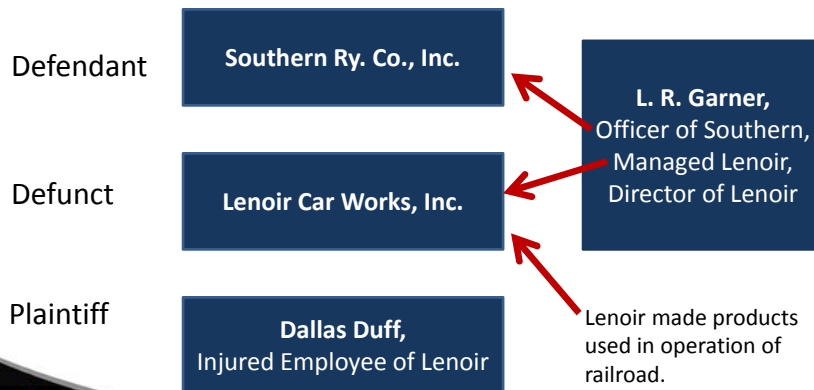 Defendant
Southern Ry. Co., Inc.
L. R. Garner,
Officer of Southern,
Managed Lenoir,
Director of Lenoir
Defunct
Lenoir Car Works, Inc.
Plaintiff
Dallas Duff,
Injured Employee of Lenoir
Lenoir made products
used in operation of
railroad.